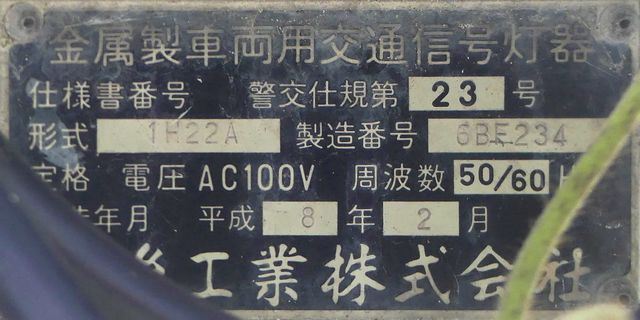 金属製車両用交通信号灯器
仕様書番号 警交仕規第 23 号
形式 1H22A 製造番号 6BE234
定格 電圧 AC100V 周波数 50/60 H
年月 平成 8 年 2 月
工業株式会社